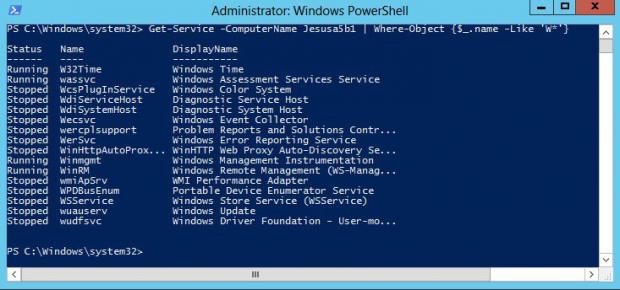 Administrator: Windows PowerShell
PS C:\Windows\system32> Get-Service -ComputerName Jesusa5b1 | Where-Object {$_.name -Like 'W*'}
Status Name DisplayName
------ ---- -----------
Running W32Time Windows Time
Running wassvc Windows Assessment Services Service
Stopped WcsPlugInService Windows Color System
Stopped WdiServiceHost Diagnostic Service Host
Stopped WdiSystemHost Diagnostic System Host
Stopped Wecsvc Windows Event Collector
Stopped wercplsupport Problem Reports and Solutions Contr...
Stopped WerSvc Windows Error Reporting Service
Stopped WinHttpAutoProx... WinHTTP Web Proxy Auto-Discovery Se...
Running Winmgmt Windows Management Instrumentation
Running WinRM Windows Remote Management (WS-Manag...
Stopped wmiApSrv WMI Performance Adapter
Stopped WPDBusEnum Portable Device Enumerator Service
Stopped WSService Windows Store Service (WSService)
Stopped wuauserv Windows Update
Stopped wudfsvc Windows Driver Foundation - User-mo...
PS C:\Windows\system32>